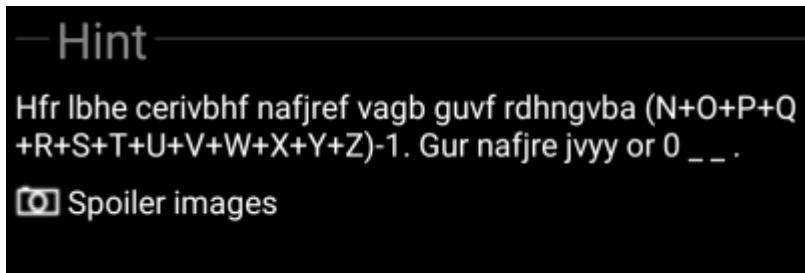 Hint
Hfr lbhe cerivbhf nafjref vagb guvf rdhngvba (N+O+P+Q
+R+S+T+U+V+W+X+Y+Z)-1. Gur nafjre jvyy or 0 _ _ .
Spoiler images